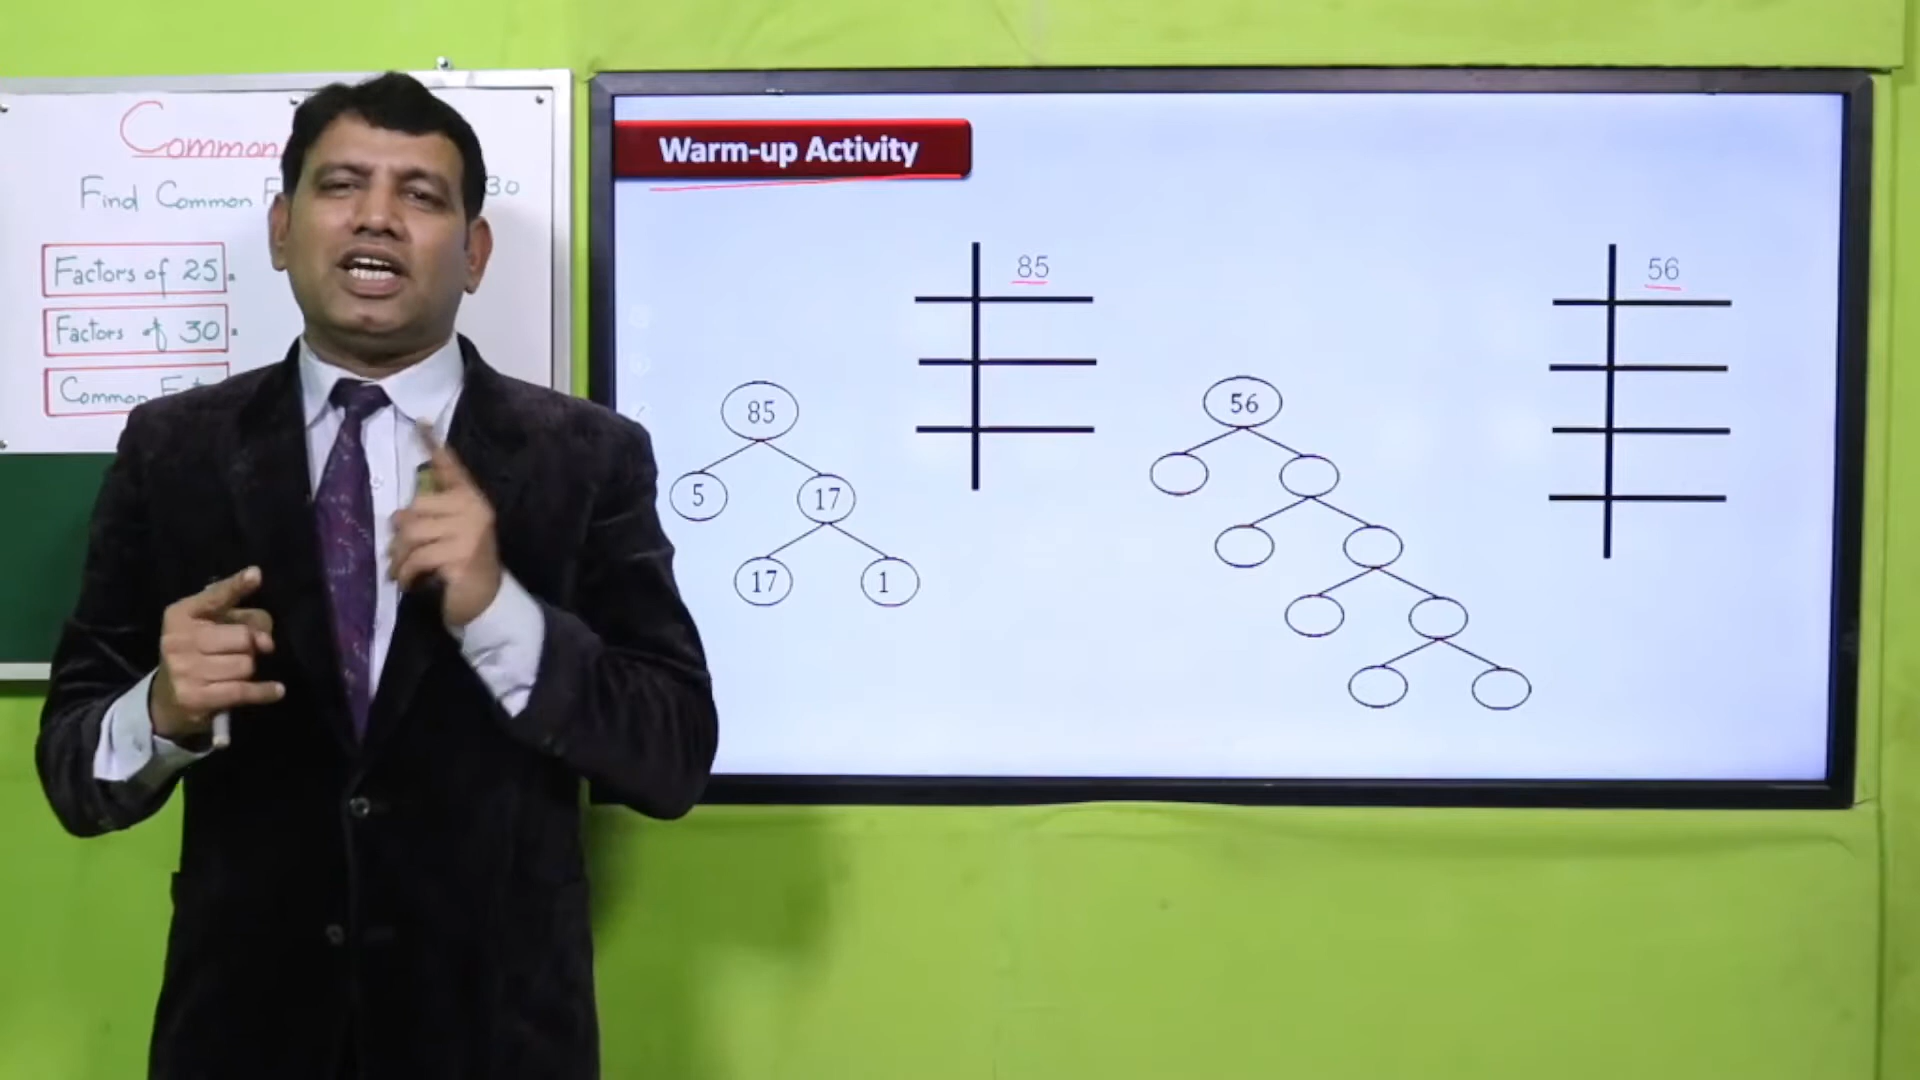 Common
Find Common F 30
Factors of 25
Factors of 30
Common
Warm-up Activity
85
56
85
5 17
17 1
56